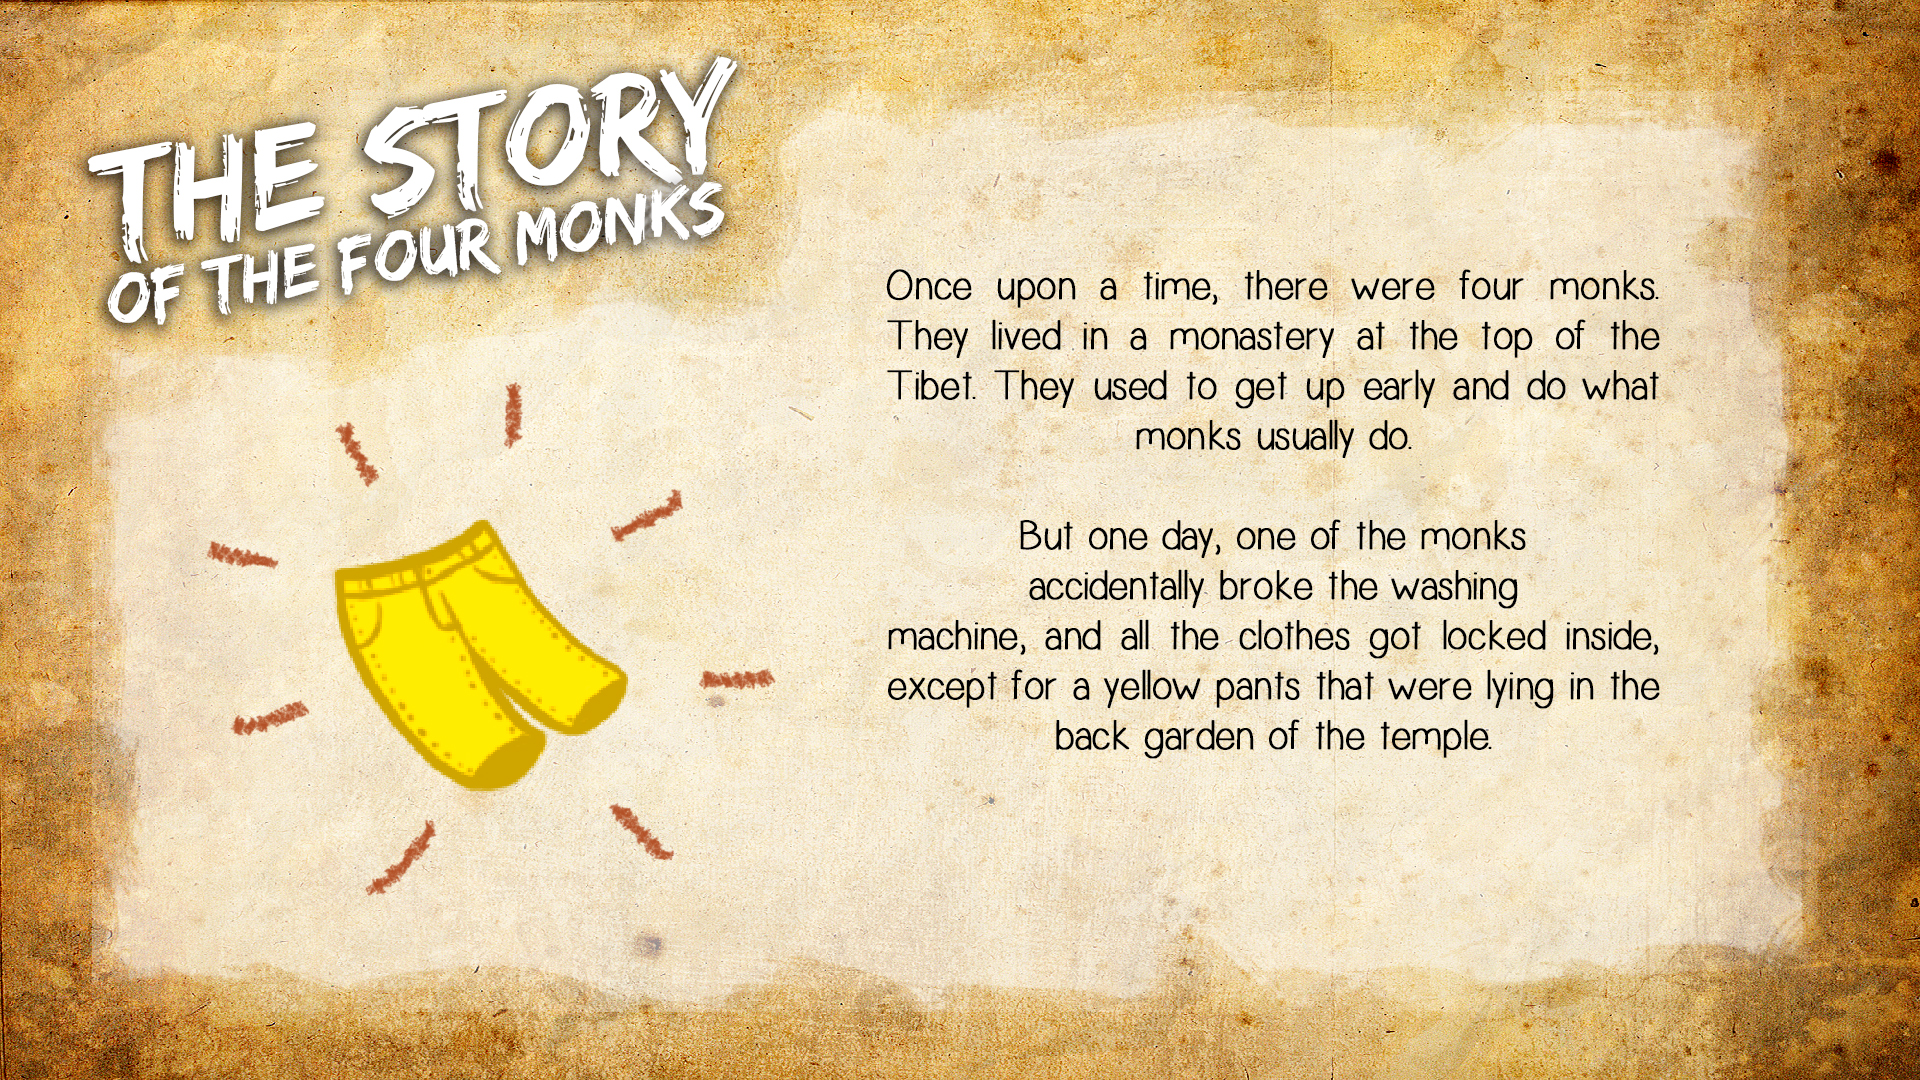 THE STORY
OF THE FOUR MONKS
Once upon a time, there were four monks.
They lived in a monastery at the top of the
Tibet. They used to get up early and do what
monks usually do.
But one day, one of the monks
accidentally broke the washing
machine, and all the clothes got locked inside,
except for a yellow pants that were lying in the
back garden of the temple.